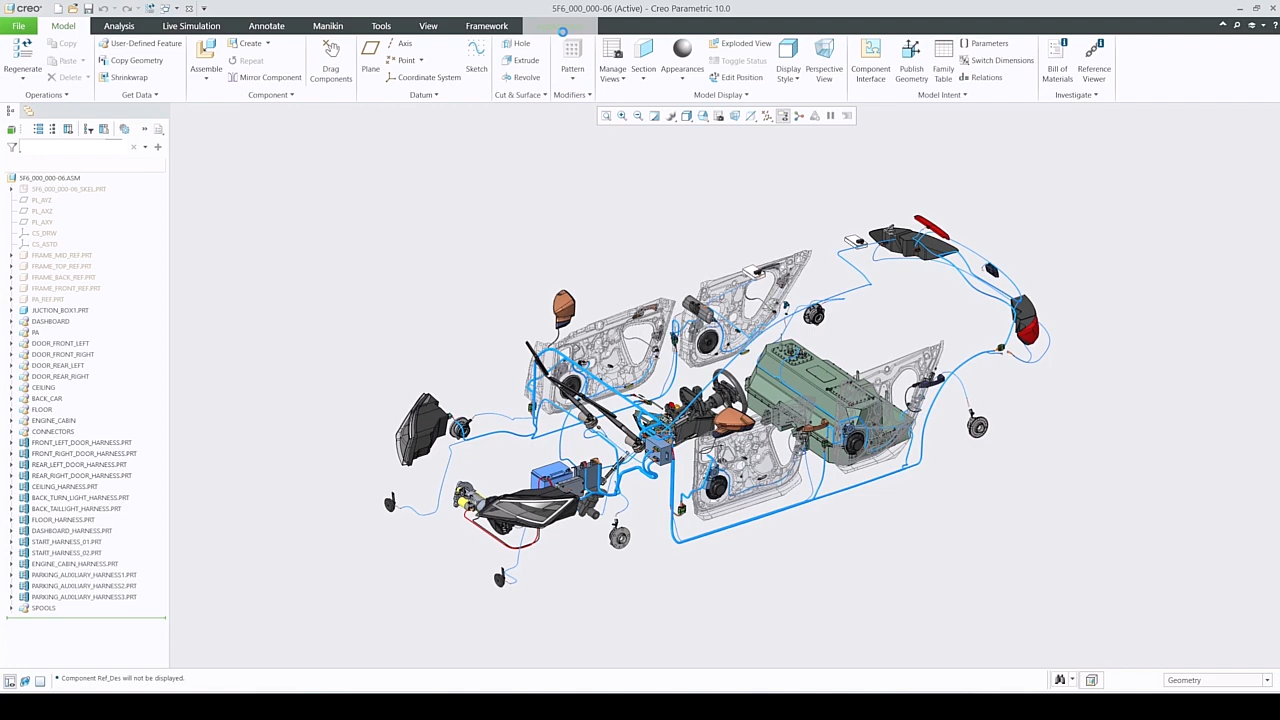 creo
5F6_000_000-06 (Active) - Creo Parametric 10.0
File Model Analysis Live Simulation Annotate Manikin Tools View Framework
Regenerate
Copy
Paste
Delete
Operations
User-Defined Feature
Copy Geometry
Shrinkwrap
Get Data
Assemble
Create
Repeat
Mirror Component
Component
Drag
Components
Plane
Axis
Point
Coordinate System
Sketch
Datum
Hole
Extrude
Revolve
Cut & Surface
Pattern
Modifiers
Manage
Views
Section
Appearances
Exploded View
Toggle Status
Edit Position
Display
Style
Perspective
View
Model Display
Component
Interface
Publish
Geometry
Family
Table
Parameters
Switch Dimensions
Relations
Model Intent
Bill of
Materials
Reference
Viewer
Investigate
5F6_000_000-06.ASM
5F6_000_000-06_SKEL.PRT
PL_AYZ
PL_AXZ
PL_AXY
CS_DRW
CS_ASTD
FRAME_MID_REF.PRT
FRAME_TOP_REF.PRT
FRAME_BACK_REF.PRT
FRAME_FRONT_REF.PRT
PA_REF.PRT
JUCTION_BOX1.PRT
DASHBOARD
PA
DOOR_FRONT_LEFT
DOOR_FRONT_RIGHT
DOOR_REAR_LEFT
DOOR_REAR_RIGHT
CEILING
BACK_CAR
FLOOR
ENGINE_CABIN
CONNECTORS
FRONT_LEFT_DOOR_HARNESS.PRT
FRONT_RIGHT_DOOR_HARNESS.PRT
REAR_LEFT_DOOR_HARNESS.PRT
REAR_RIGHT_DOOR_HARNESS.PRT
CEILING_HARNESS.PRT
BACK_TURN_LIGHT_HARNESS.PRT
BACK_TAILLIGHT_HARNESS.PRT
FLOOR_HARNESS.PRT
DASHBOARD_HARNESS.PRT
START_HARNESS_01.PRT
START_HARNESS_02.PRT
ENGINE_CABIN_HARNESS.PRT
PARKING_AUXILIARY_HARNESS1.PRT
PARKING_AUXILIARY_HARNESS2.PRT
PARKING_AUXILIARY_HARNESS3.PRT
SPOOLS
• Component Ref_Des will not be displayed.
Geometry